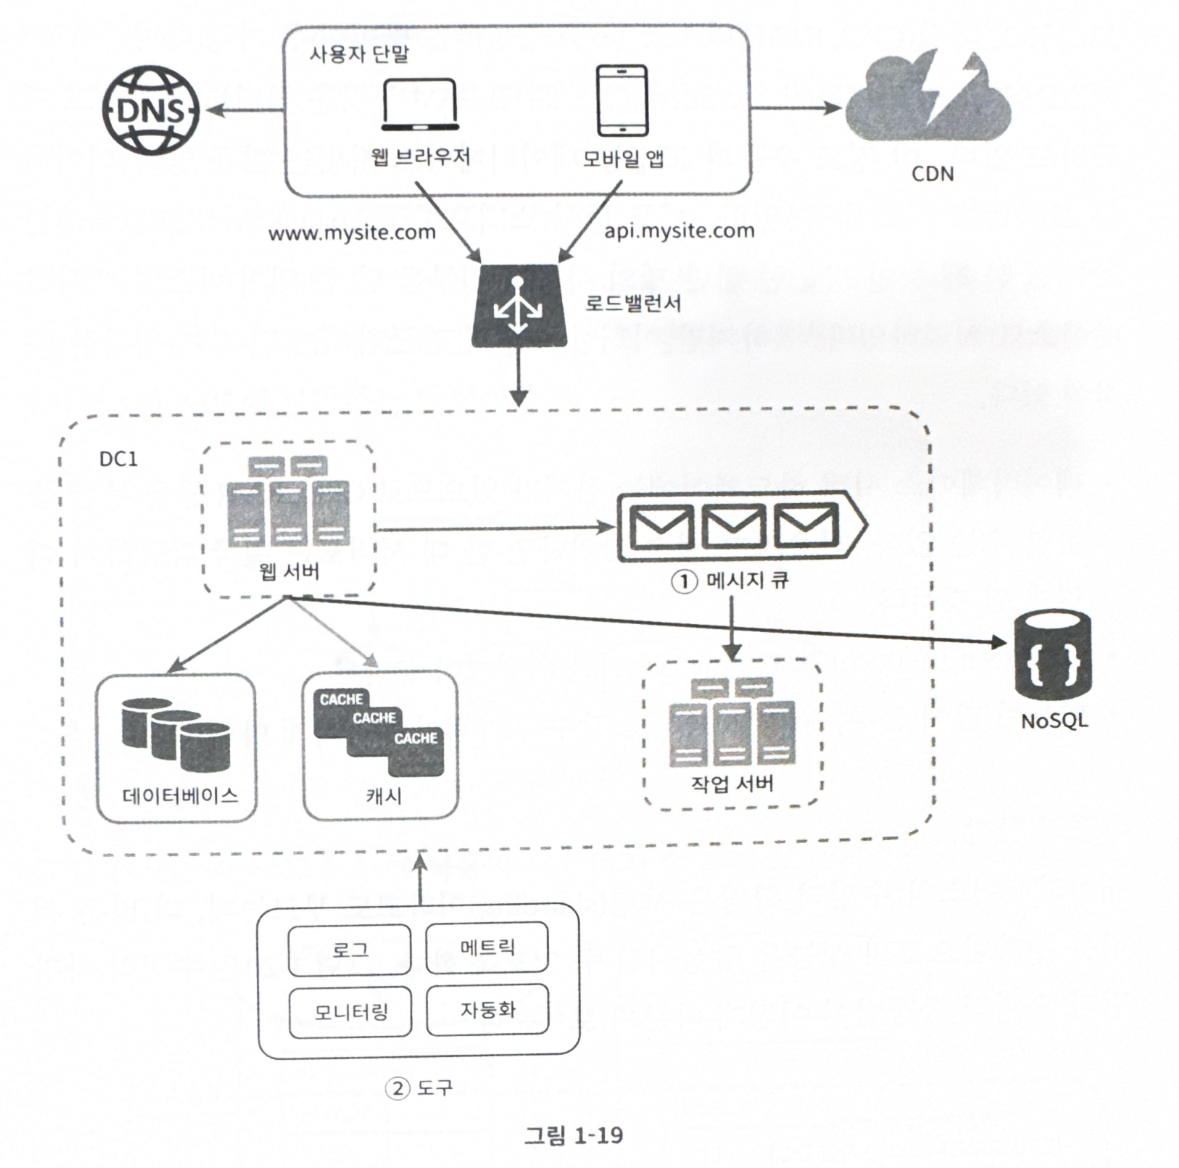 사용자 단말
DNS
웹 브라우저
모바일 앱
CDN
www.mysite.com
api.mysite.com
로드밸런서
DC1
웹 서버
① 메시지 큐
NoSQL
{ }
CACHE
CACHE
CACHE
데이터베이스
캐시
작업 서버
로그
메트릭
모니터링
자동화
② 도구
그림 1-19